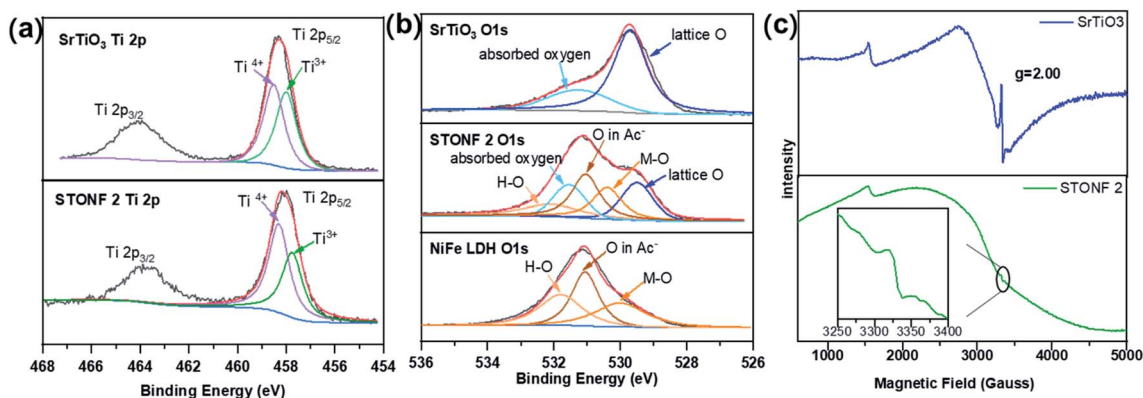 (a)
SrTiO₃ Ti 2p
Ti 2p₅/₂
Ti ⁴⁺
Ti³⁺
Ti 2p₃/₂
STONF 2 Ti 2p
Ti 2p₅/₂
Ti ⁴⁺
Ti³⁺
Ti 2p₃/₂
468 466 464 462 460 458 456 454
Binding Energy (eV)
(b)
SrTiO₃ O1s
absorbed oxygen
lattice O
STONF 2 O1s
O in Ac⁻
absorbed oxygen
M-O
H-O
lattice O
NiFe LDH O1s
O in Ac⁻
H-O
M-O
536 534 532 530 528 526
Binding Energy (eV)
(c)
SrTiO3
g=2.00
intensity
STONF 2
3250 3300 3350 3400
1000 2000 3000 4000 5000
Magnetic Field (Gauss)